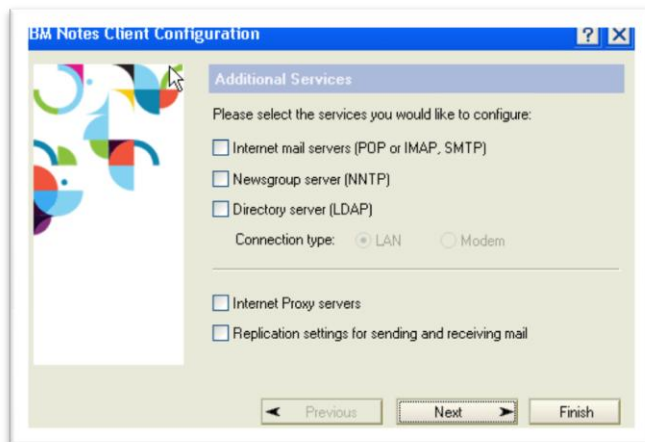 BM Notes Client Configuration
Additional Services
Please select the services you would like to configure:
Internet mail servers (POP or IMAP, SMTP)
Newsgroup server (NNTP)
Directory server (LDAP)
Connection type: LAN Modem
Internet Proxy servers
Replication settings for sending and receiving mail
Previous Next Finish